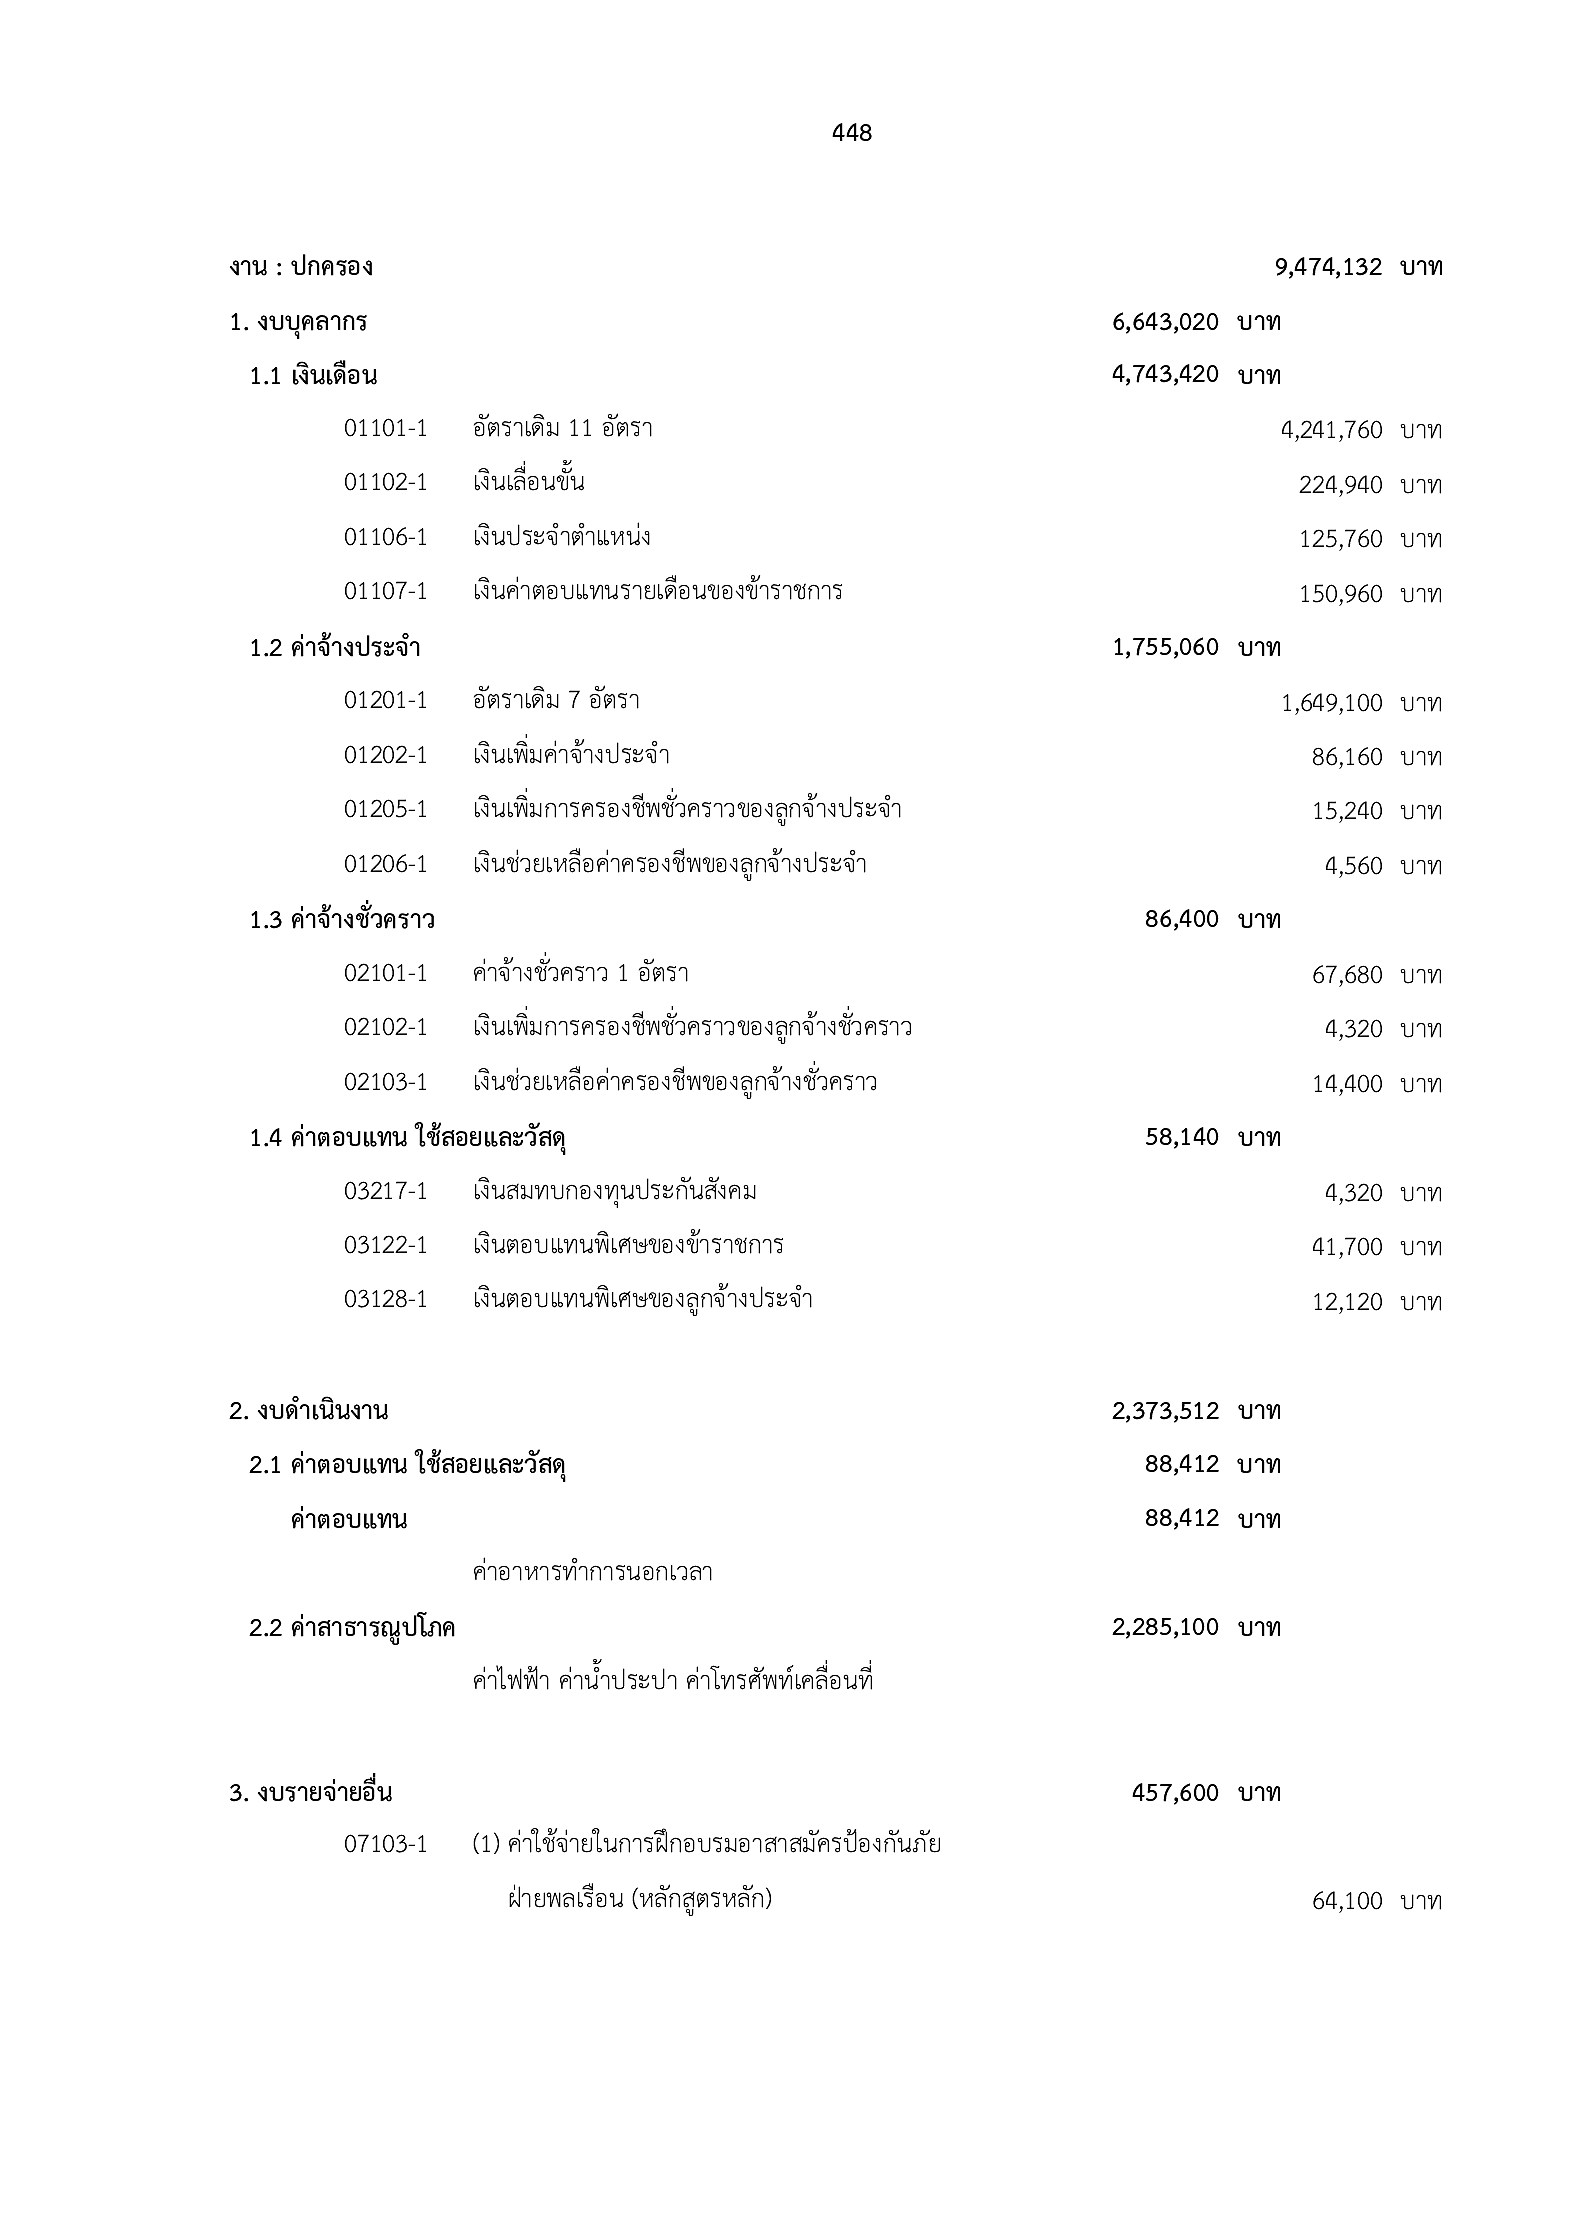 448
งาน : ปกครอง 9,474,132 บาท
1. งบบุคลากร 6,643,020 บาท
1.1 เงินเดือน 4,743,420 บาท
01101-1 อัตราเดิม 11 อัตรา 4,241,760 บาท
01102-1 เงินเลื่อนขั้น 224,940 บาท
01106-1 เงินประจำตำแหน่ง 125,760 บาท
01107-1 เงินค่าตอบแทนรายเดือนของข้าราชการ 150,960 บาท
1.2 ค่าจ้างประจำ 1,755,060 บาท
01201-1 อัตราเดิม 7 อัตรา 1,649,100 บาท
01202-1 เงินเพิ่มค่าจ้างประจำ 86,160 บาท
01205-1 เงินเพิ่มการครองชีพชั่วคราวของลูกจ้างประจำ 15,240 บาท
01206-1 เงินช่วยเหลือค่าครองชีพของลูกจ้างประจำ 4,560 บาท
1.3 ค่าจ้างชั่วคราว 86,400 บาท
02101-1 ค่าจ้างชั่วคราว 1 อัตรา 67,680 บาท
02102-1 เงินเพิ่มการครองชีพชั่วคราวของลูกจ้างชั่วคราว 4,320 บาท
02103-1 เงินช่วยเหลือค่าครองชีพของลูกจ้างชั่วคราว 14,400 บาท
1.4 ค่าตอบแทน ใช้สอยและวัสดุ 58,140 บาท
03217-1 เงินสมทบกองทุนประกันสังคม 4,320 บาท
03122-1 เงินตอบแทนพิเศษของข้าราชการ 41,700 บาท
03128-1 เงินตอบแทนพิเศษของลูกจ้างประจำ 12,120 บาท
2. งบดำเนินงาน 2,373,512 บาท
2.1 ค่าตอบแทน ใช้สอยและวัสดุ 88,412 บาท
ค่าตอบแทน 88,412 บาท
ค่าอาหารทำการนอกเวลา
2.2 ค่าสาธารณูปโภค 2,285,100 บาท
ค่าไฟฟ้า ค่าน้ำประปา ค่าโทรศัพท์เคลื่อนที่
3. งบรายจ่ายอื่น 457,600 บาท
07103-1 (1) ค่าใช้จ่ายในการฝึกอบรมอาสาสมัครป้องกันภัย
ฝ่ายพลเรือน (หลักสูตรหลัก) 64,100 บาท